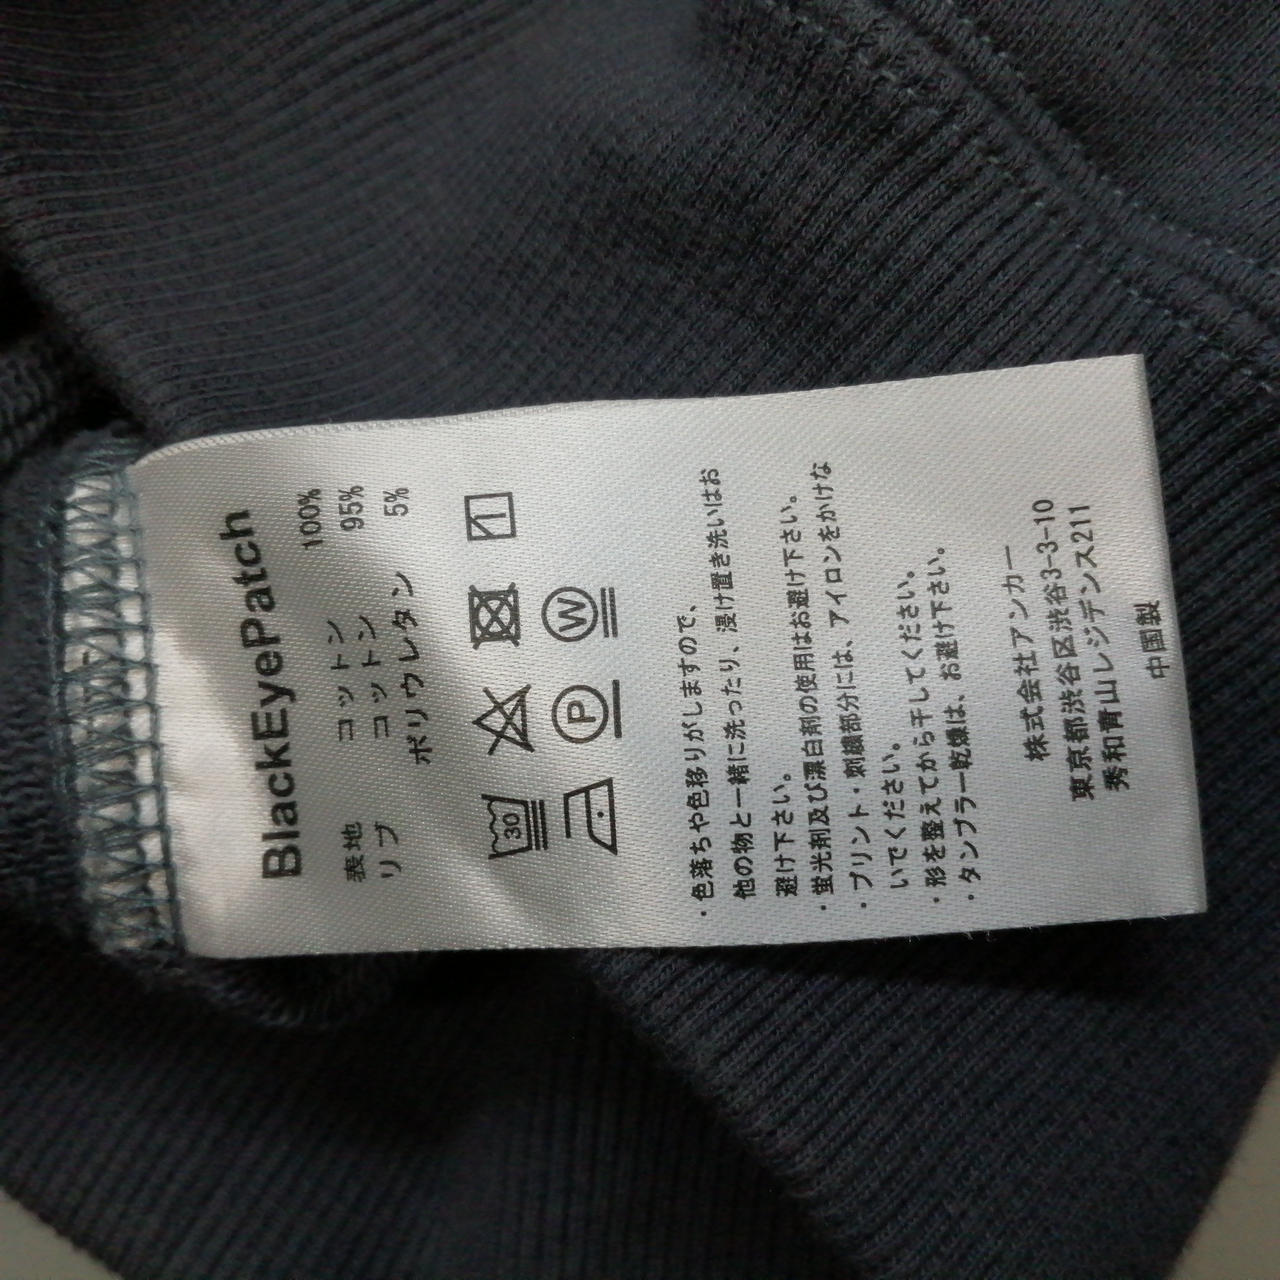 BlackEyePatch
表地 コットン 100%
リブ コットン 95%
ポリウレタン 5%
30
P W
・色落ちや色移りがしますので、
他の物と一緒に洗ったり、浸け置き洗いはお
避け下さい。
・蛍光剤及び漂白剤の使用はお避け下さい。
・プリント・刺繍部分には、アイロンをかけな
いでください。
・形を整えてから干してください。
・タンブラー乾燥は、お避け下さい。
株式会社アンカー
東京都渋谷区渋谷3-3-10
秀和青山レジデンス211
中国製